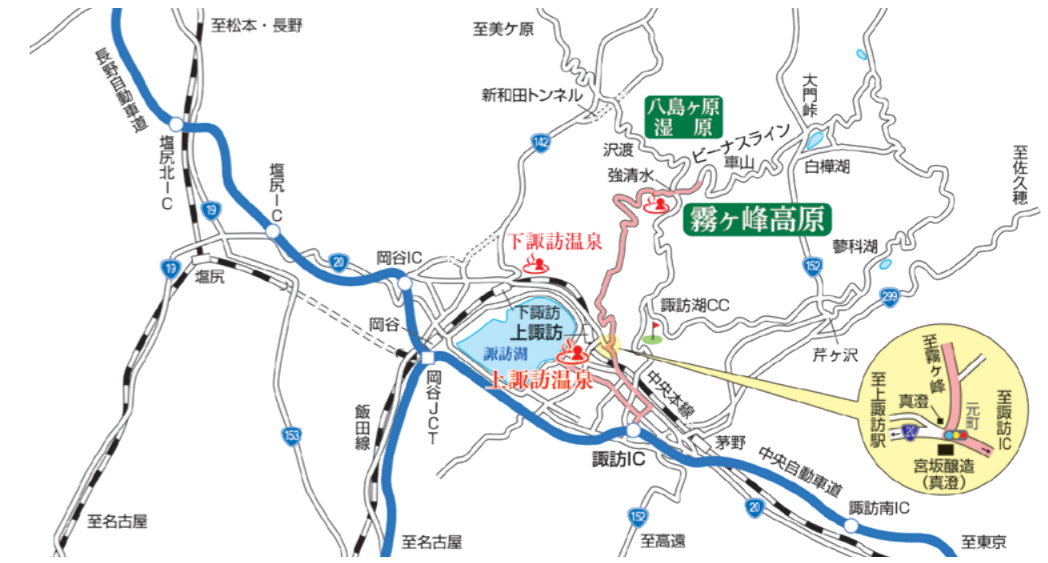 至松本・長野
至美ケ原
長野自動車道
新和田トンネル
八島ヶ原
湿原
大門峠
ビーナスライン
142
沢渡
車山
白樺湖
強清水
至佐久穂
塩尻北IC
塩尻IC
19
霧ヶ峰高原
下諏訪温泉
蓼科湖
19
20
岡谷IC
塩尻
152
299
諏訪湖CC
下諏訪
上諏訪
岡谷
諏訪湖
上諏訪温泉
芹ヶ沢
至霧ヶ峰
真澄
元町
至上諏訪駅
至諏訪IC
20
宮坂醸造
(真澄)
岡谷JCT
飯田線
153
中央本線
茅野
諏訪IC
中央自動車道
20
諏訪南IC
152
至名古屋
至名古屋
至高遠
至東京